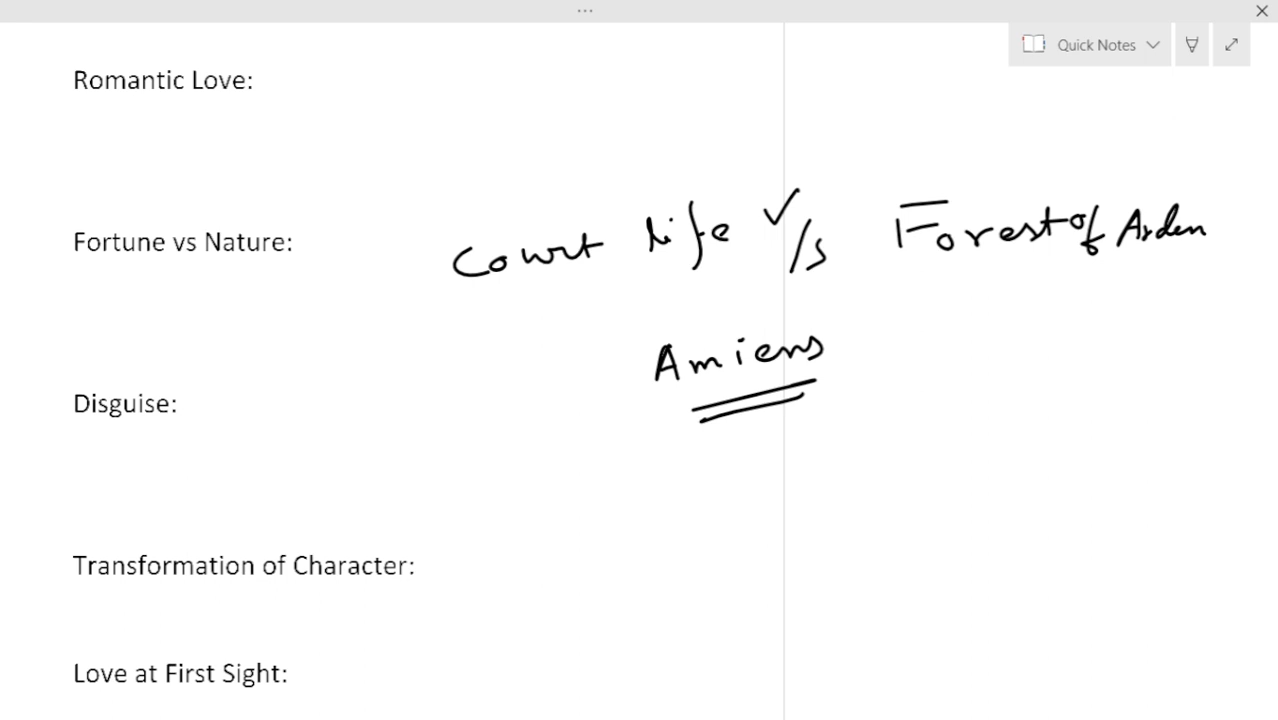 Quick Notes
Romantic Love:
Fortune vs Nature: Court life v/s Forest of Arden
Amiens
Disguise:
Transformation of Character:
Love at First Sight: